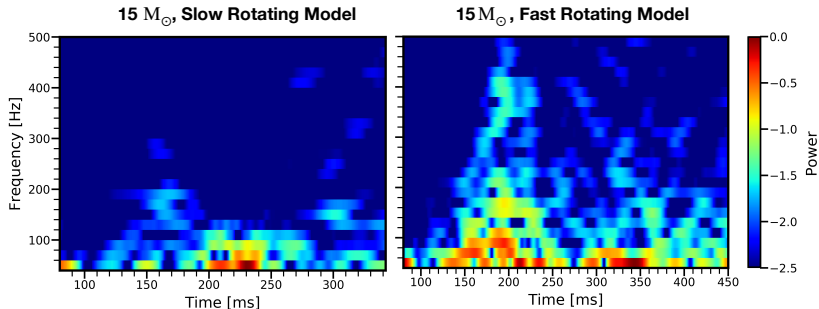 15 M⊙, Slow Rotating Model
15 M⊙, Fast Rotating Model
500
400
300
200
100
Frequency [Hz]
100 150 200 250 300
Time [ms]
100 150 200 250 300 350 400 450
Time [ms]
0.0
−0.5
−1.0
−1.5
−2.0
−2.5
Power